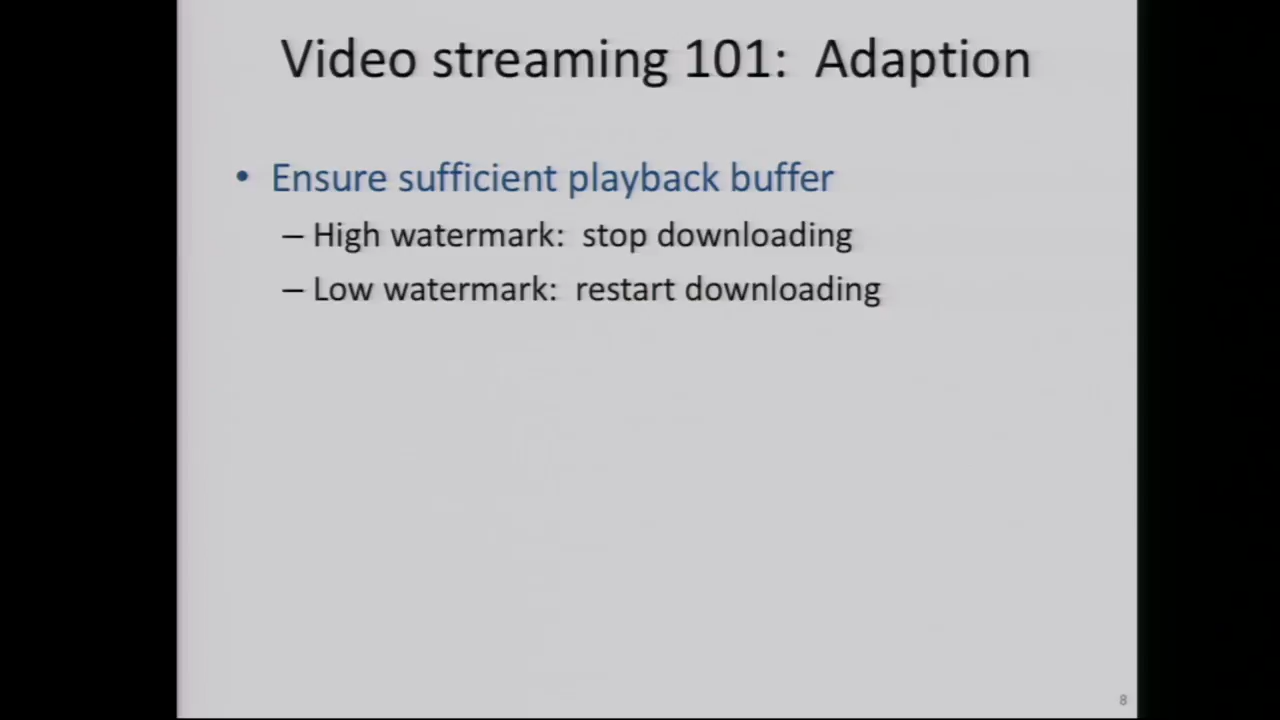 Video streaming 101:  Adaption
• Ensure sufficient playback buffer
– High watermark:  stop downloading
– Low watermark:  restart downloading
8